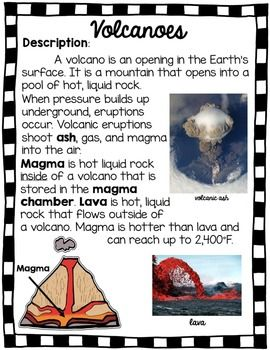 Volcanoes
Description:
A volcano is an opening in the Earth's
surface. It is a mountain that opens into a
pool of hot, liquid rock.
When pressure builds up
underground, eruptions
occur. Volcanic eruptions
shoot ash, gas, and magma
into the air.
Magma is hot liquid rock
inside of a volcano that is
stored in the magma
chamber. Lava is hot, liquid
rock that flows outside of
a volcano. Magma is hotter than lava and
can reach up to 2,400°F.
volcanic ash
Magma
lava